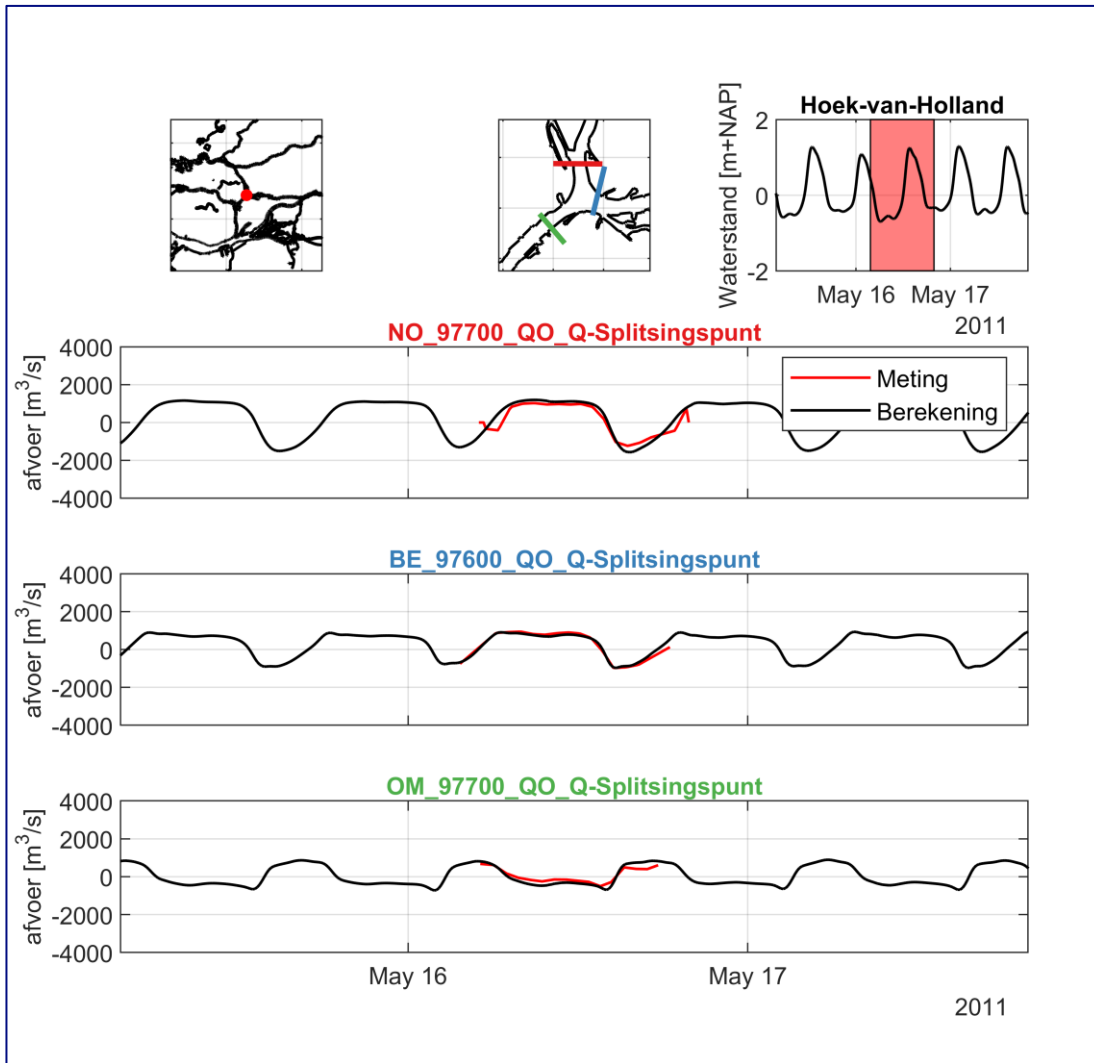 Hoek-van-Holland
Waterstand [m+NAP]
2
0
-2
May 16
May 17
2011
NO_97700_QO_Q-Splitsingspunt
afvoer [m³/s]
4000
2000
0
-2000
-4000
Meting
Berekening
BE_97600_QO_Q-Splitsingspunt
afvoer [m³/s]
4000
2000
0
-2000
-4000
OM_97700_QO_Q-Splitsingspunt
afvoer [m³/s]
4000
2000
0
-2000
-4000
May 16
May 17
2011